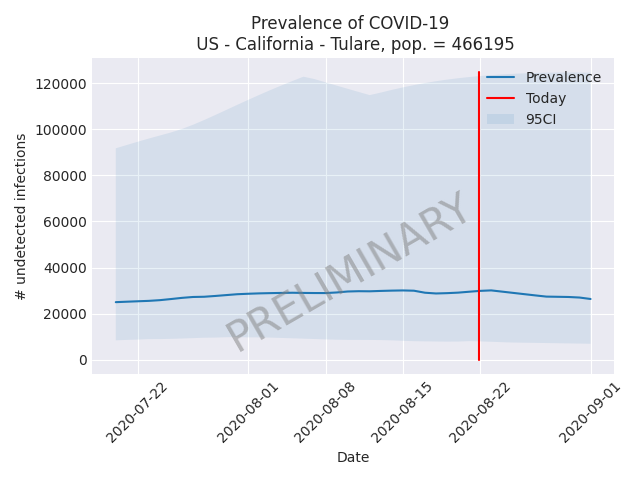 Prevalence of COVID-19
US - California - Tulare, pop. = 466195
# undetected infections
120000
100000
80000
60000
40000
20000
0
Prevalence
Today
95CI
PRELIMINARY
2020-07-22
2020-08-01
2020-08-08
2020-08-15
2020-08-22
2020-09-01
Date